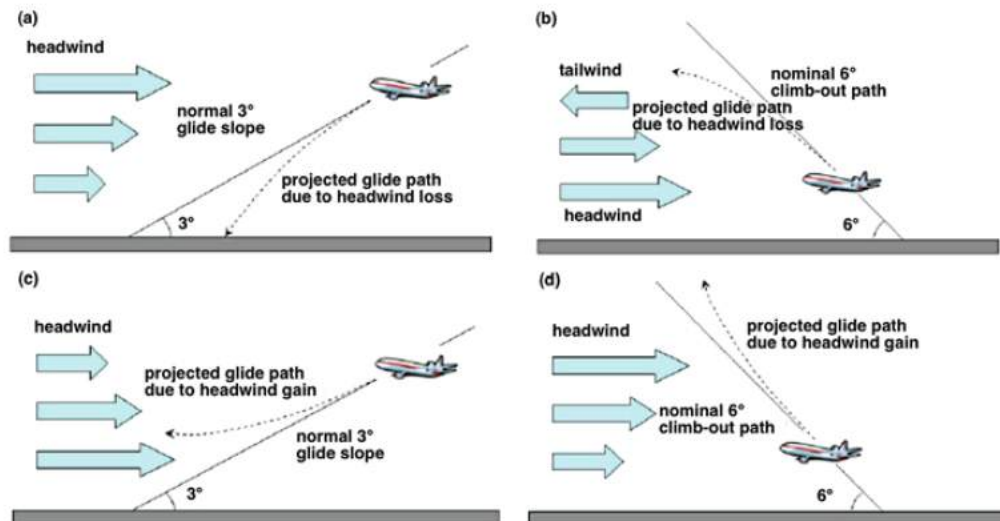 (a)
headwind
normal 3°
glide slope
projected glide path
due to headwind loss
3°
(b)
tailwind
nominal 6°
climb-out path
projected glide path
due to headwind loss
headwind
6°
(c)
headwind
projected glide path
due to headwind gain
normal 3°
glide slope
3°
(d)
headwind
projected glide path
due to headwind gain
nominal 6°
climb-out path
6°